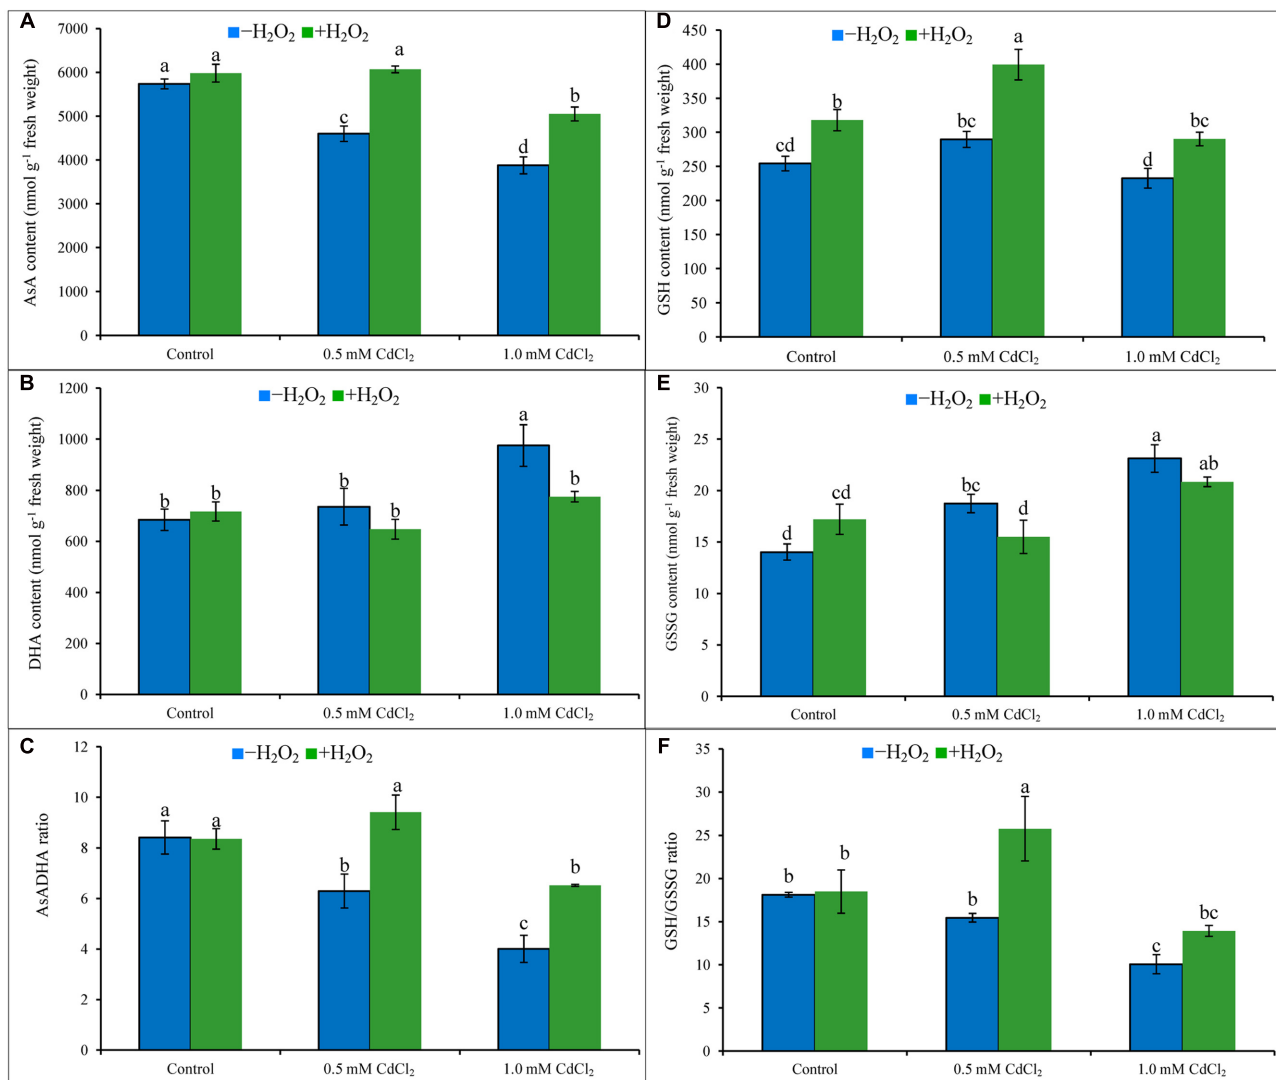 A
AsA content (nmol g⁻¹ fresh weight)
−H₂O₂ +H₂O₂
7000
6000
5000
4000
3000
2000
1000
0
a a c a d b
Control 0.5 mM CdCl₂ 1.0 mM CdCl₂
B
DHA content (nmol g⁻¹ fresh weight)
−H₂O₂ +H₂O₂
1200
1000
800
600
400
200
0
b b b b a b
Control 0.5 mM CdCl₂ 1.0 mM CdCl₂
C
AsADHA ratio
−H₂O₂ +H₂O₂
12
10
8
6
4
2
0
a a b a c b
Control 0.5 mM CdCl₂ 1.0 mM CdCl₂
D
GSH content (nmol g⁻¹ fresh weight)
−H₂O₂ +H₂O₂
450
400
350
300
250
200
150
100
50
0
cd b bc a d bc
Control 0.5 mM CdCl₂ 1.0 mM CdCl₂
E
GSSG content (nmol g⁻¹ fresh weight)
−H₂O₂ +H₂O₂
30
25
20
15
10
5
0
d cd bc d a ab
Control 0.5 mM CdCl₂ 1.0 mM CdCl₂
F
GSH/GSSG ratio
−H₂O₂ +H₂O₂
35
30
25
20
15
10
5
0
b b b a c bc
Control 0.5 mM CdCl₂ 1.0 mM CdCl₂